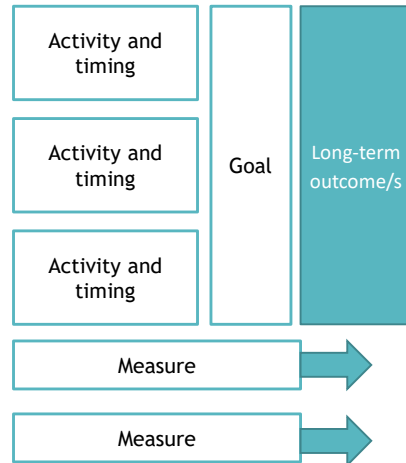 Activity and
timing
Activity and
timing
Activity and
timing
Goal
Long-term
outcome/s
Measure
Measure